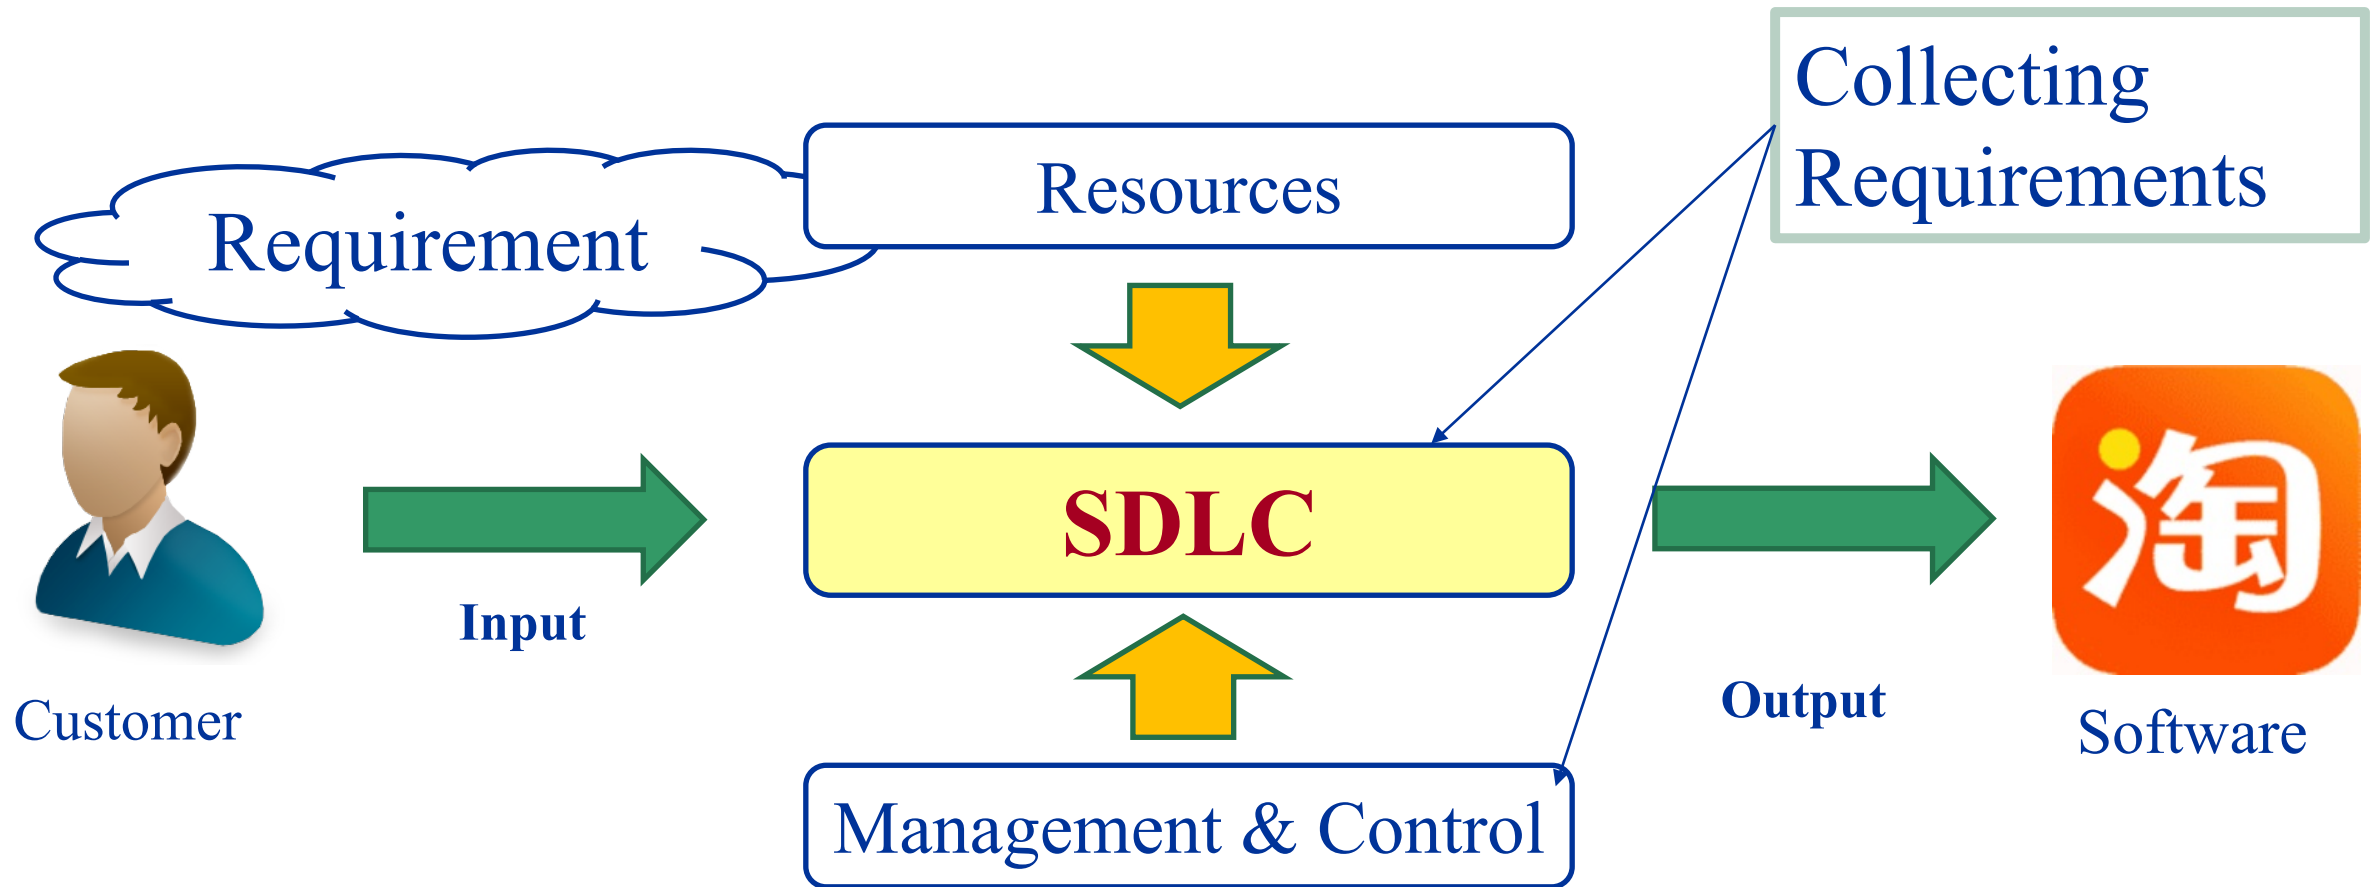 Collecting
Requirements
Resources
Requirement
SDLC
淘
Input
Output
Customer
Software
Management & Control